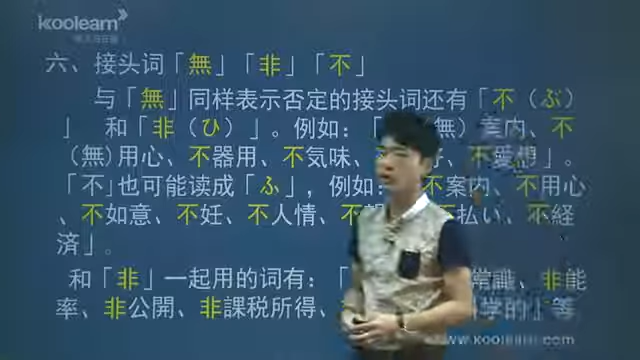 koolearn
六、接头词「無」「非」「不」
与「無」同样表示否定的接头词还有「不（ぶ）
」 和「非（ひ）」。例如：「 無）案内、不
（無)用心、不器用、不気味、 、不愛想」。
「不」也可能读成「ふ」，例如： 不案内、不用心
、不如意、不妊、不人情、不 払い、不経
済」。
和「非」一起用的词有：「 常識、非能
率、非公開、非課税所得、 学的」等
www.koolearn.com